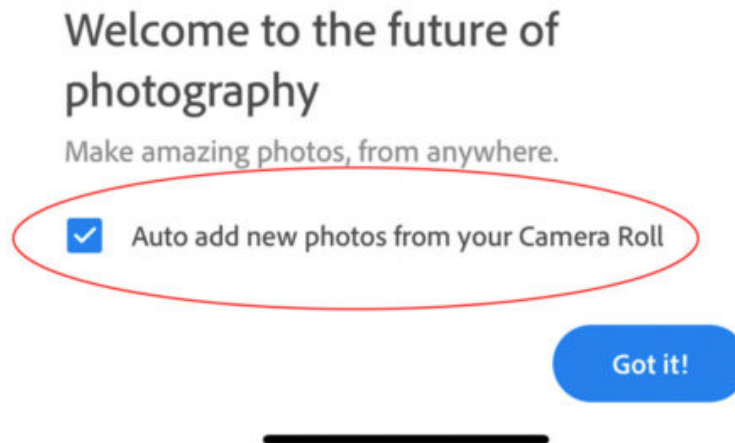 Welcome to the future of
photography
Make amazing photos, from anywhere.
Auto add new photos from your Camera Roll
Got it!